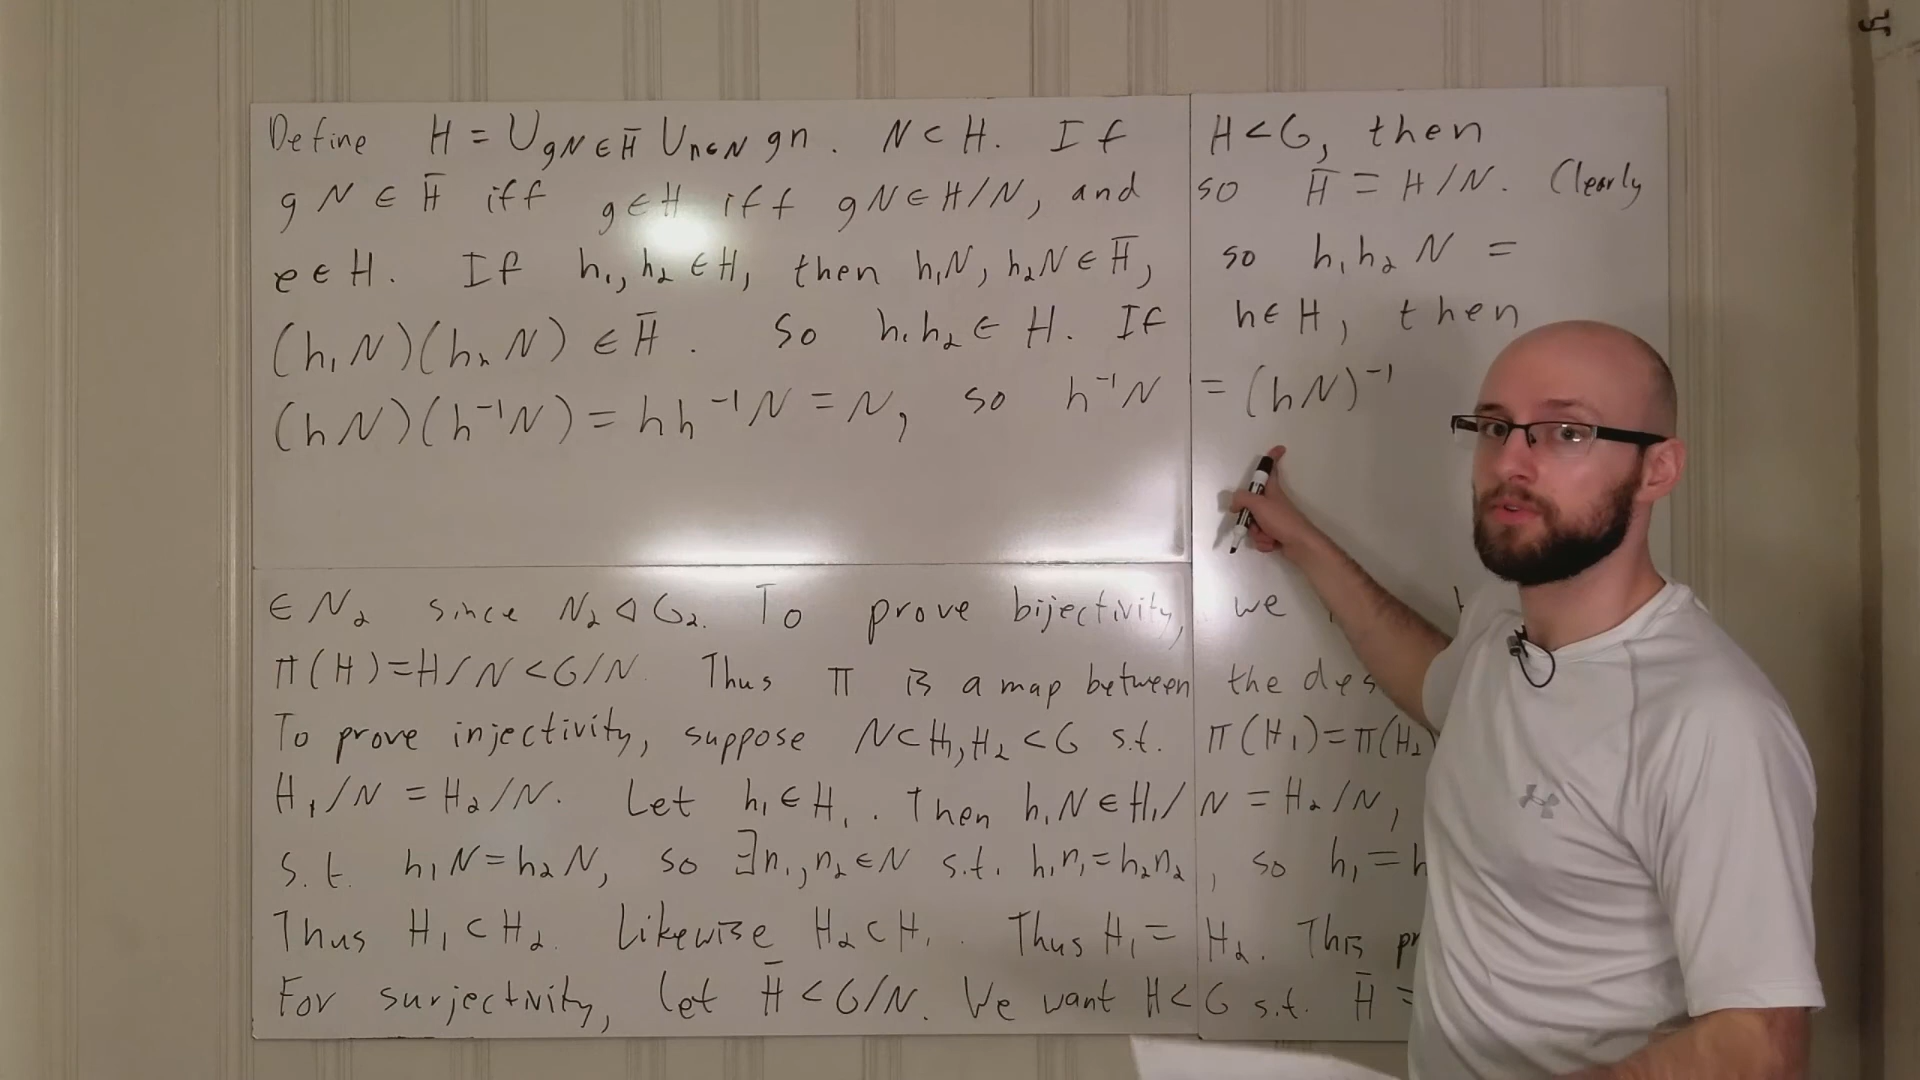 Define H = ∪_{gN∈H̄} ∪_{n∈N} gn. N ⊂ H. If H<G, then
gN ∈ H̄ iff g∈H iff gN∈H/N, and so H̄ = H/N. Clearly
e∈H. If h₁, h₂ ∈H, then h₁N, h₂N∈H̄, so h₁h₂N =
(h₁N)(h₂N) ∈ H̄. So h₁h₂∈ H. If h∈H, then
(hN)(h⁻¹N) = hh⁻¹N = N, so h⁻¹N = (hN)⁻¹
∈ N₂ since N₂ ◁ G₂. To prove bijectivity, we
π(H)=H/N<G/N. Thus π is a map between the des
To prove injectivity, suppose N⊂H₁,H₂<G s.t. π(H₁)=π(H₂)
H₁/N = H₂/N. Let h₁∈H₁. Then h₁N∈H₁/N = H₂/N,
s.t. h₁N=h₂N, so ∃n₁,n₂∈N s.t. h₁n₁=h₂n₂, so h₁=h
Thus H₁⊂H₂. Likewise H₂⊂H₁. Thus H₁ = H₂. This pr
For surjectivity, let H̄<G/N. We want H<G s.t. H̄ =